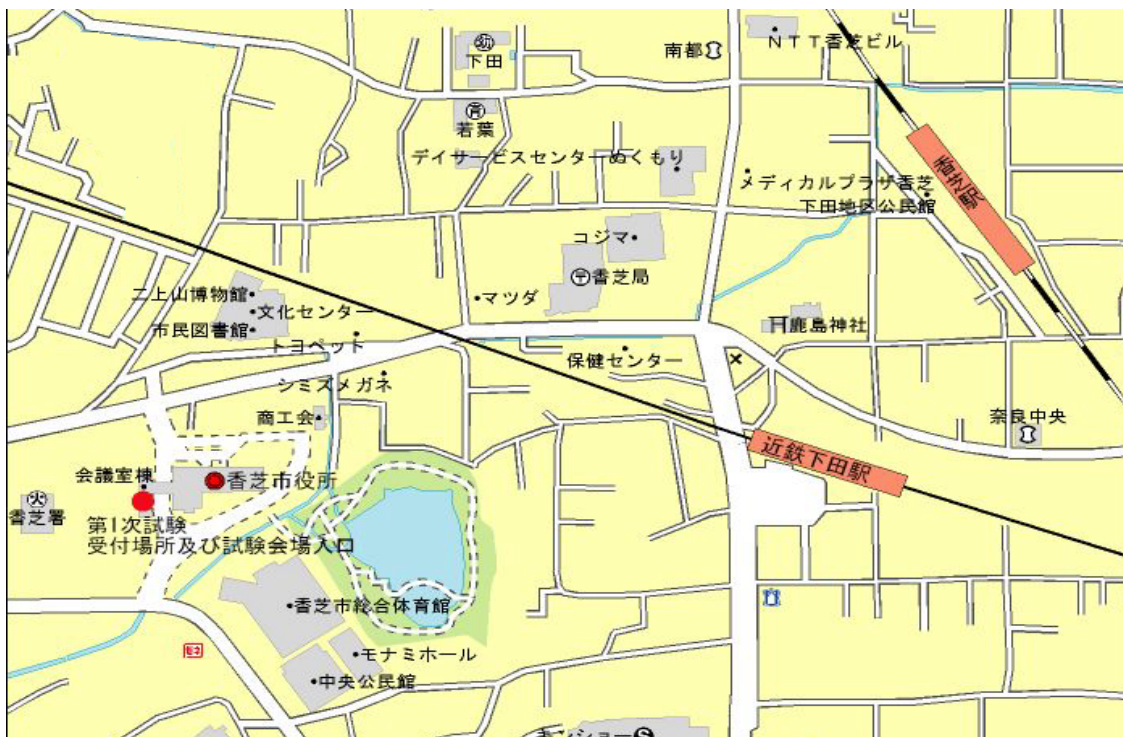 NTT香芝ビル
南都
幼
下田
育
若葉
デイサービスセンターぬくもり
メディカルプラザ香芝
下田地区公民館
香芝駅
コジマ
〒香芝局
マツダ
二上山博物館
文化センター
市民図書館
トヨペット
鹿島神社
保健センター
シミズメガネ
商工会
奈良中央
近鉄下田駅
会議室棟
香芝市役所
火
香芝署
第1次試験
受付場所及び試験会場入口
香芝市総合体育館
モナミホール
中央公民館